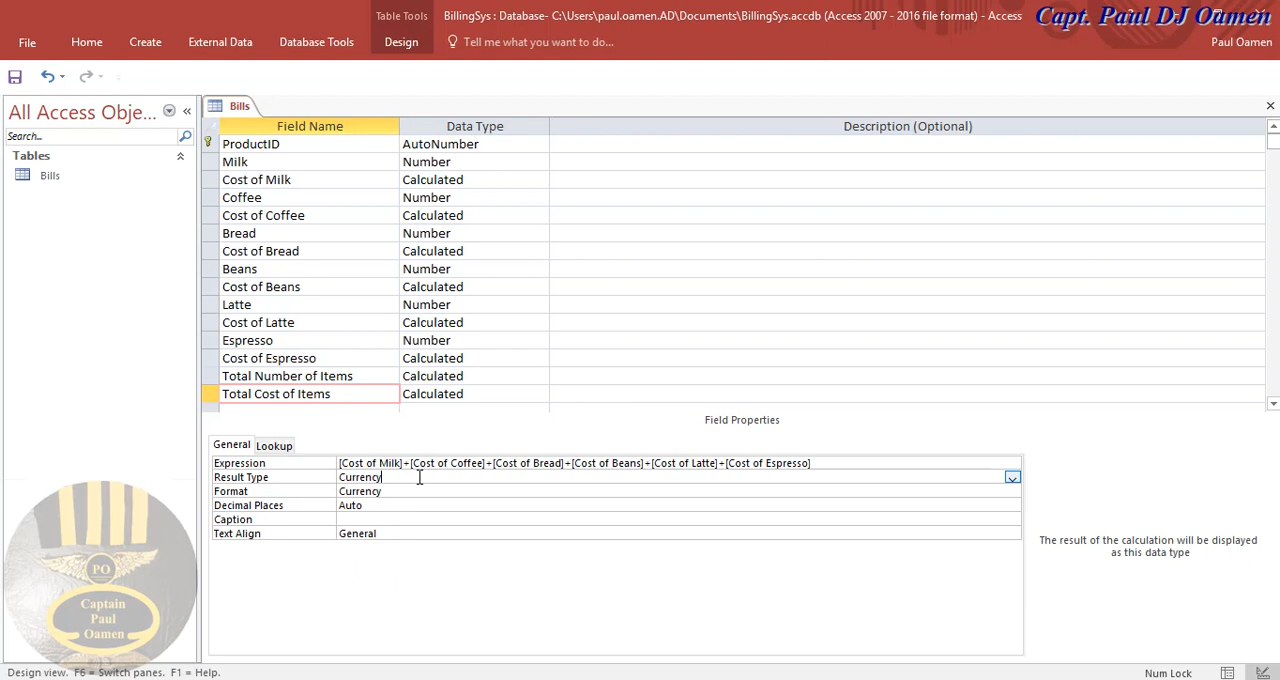 Table Tools
BillingSys : Database- C:\Users\paul.oamen.AD\Documents\BillingSys.accdb (Access 2007 - 2016 file format) - Access
Capt. Paul DJ Oamen
File Home Create External Data Database Tools Design Tell me what you want to do...
Paul Oamen
All Access Obje...
Search...
Tables
Bills
Bills
Field Name Data Type Description (Optional)
ProductID AutoNumber
Milk Number
Cost of Milk Calculated
Coffee Number
Cost of Coffee Calculated
Bread Number
Cost of Bread Calculated
Beans Number
Cost of Beans Calculated
Latte Number
Cost of Latte Calculated
Espresso Number
Cost of Espresso Calculated
Total Number of Items Calculated
Total Cost of Items Calculated
Field Properties
General Lookup
Expression [Cost of Milk]+[Cost of Coffee]+[Cost of Bread]+[Cost of Beans]+[Cost of Latte]+[Cost of Espresso]
Result Type Currency
Format Currency
Decimal Places Auto
Caption
Text Align General
The result of the calculation will be displayed
as this data type
PO
Captain
Paul
Oamen
Design view. F6 = Switch panes. F1 = Help.
Num Lock